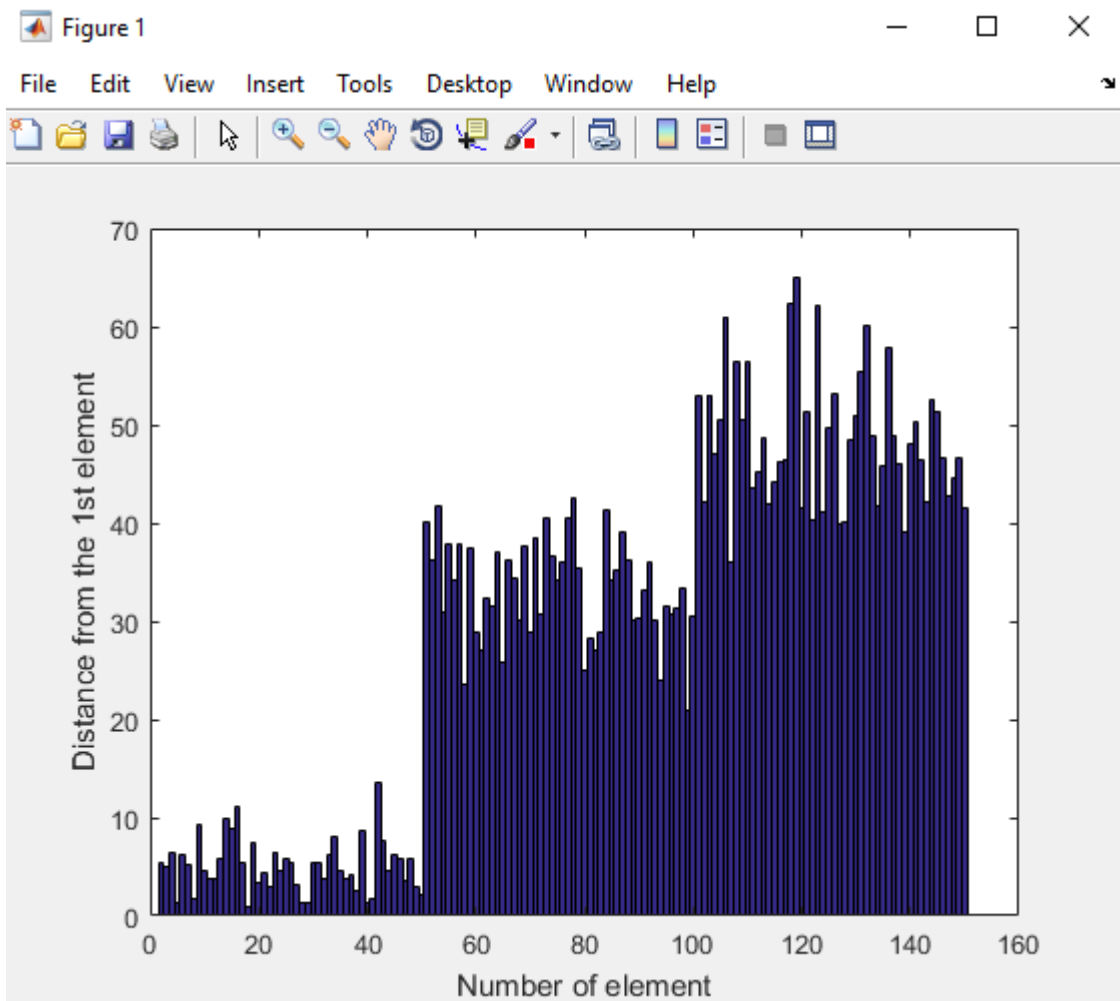 Figure 1
File Edit View Insert Tools Desktop Window Help
70
60
50
40
30
20
10
0
Distance from the 1st element
0 20 40 60 80 100 120 140 160
Number of element